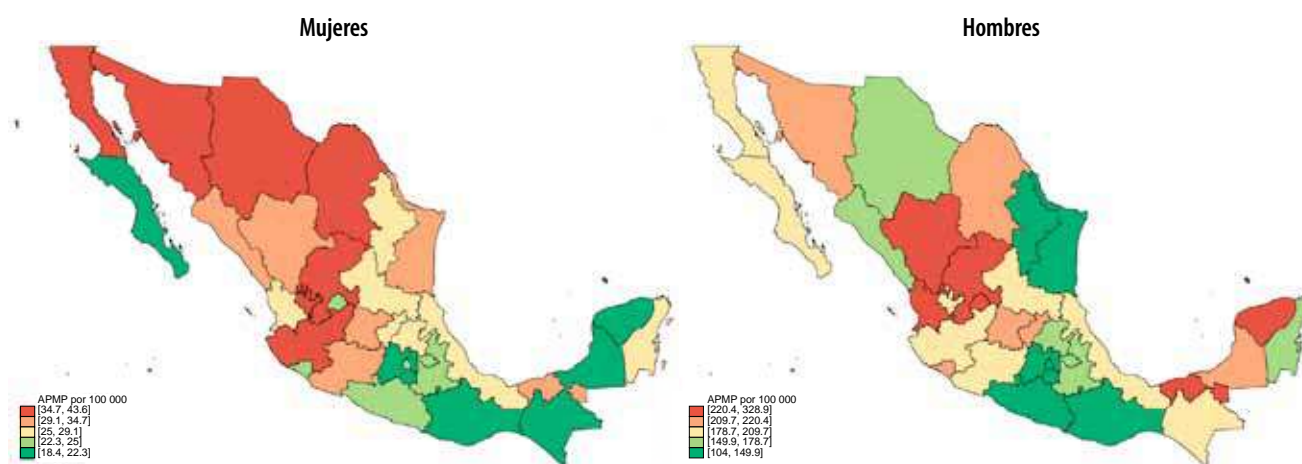 Mujeres
Hombres
APMP por 100 000
[34.7, 43.6]
[29.1, 34.7]
[25, 29.1]
[22.3, 25]
[18.4, 22.3]
APMP por 100 000
[220.4, 328.9]
[209.7, 220.4]
[178.7, 209.7]
[149.9, 178.7]
[104, 149.9]